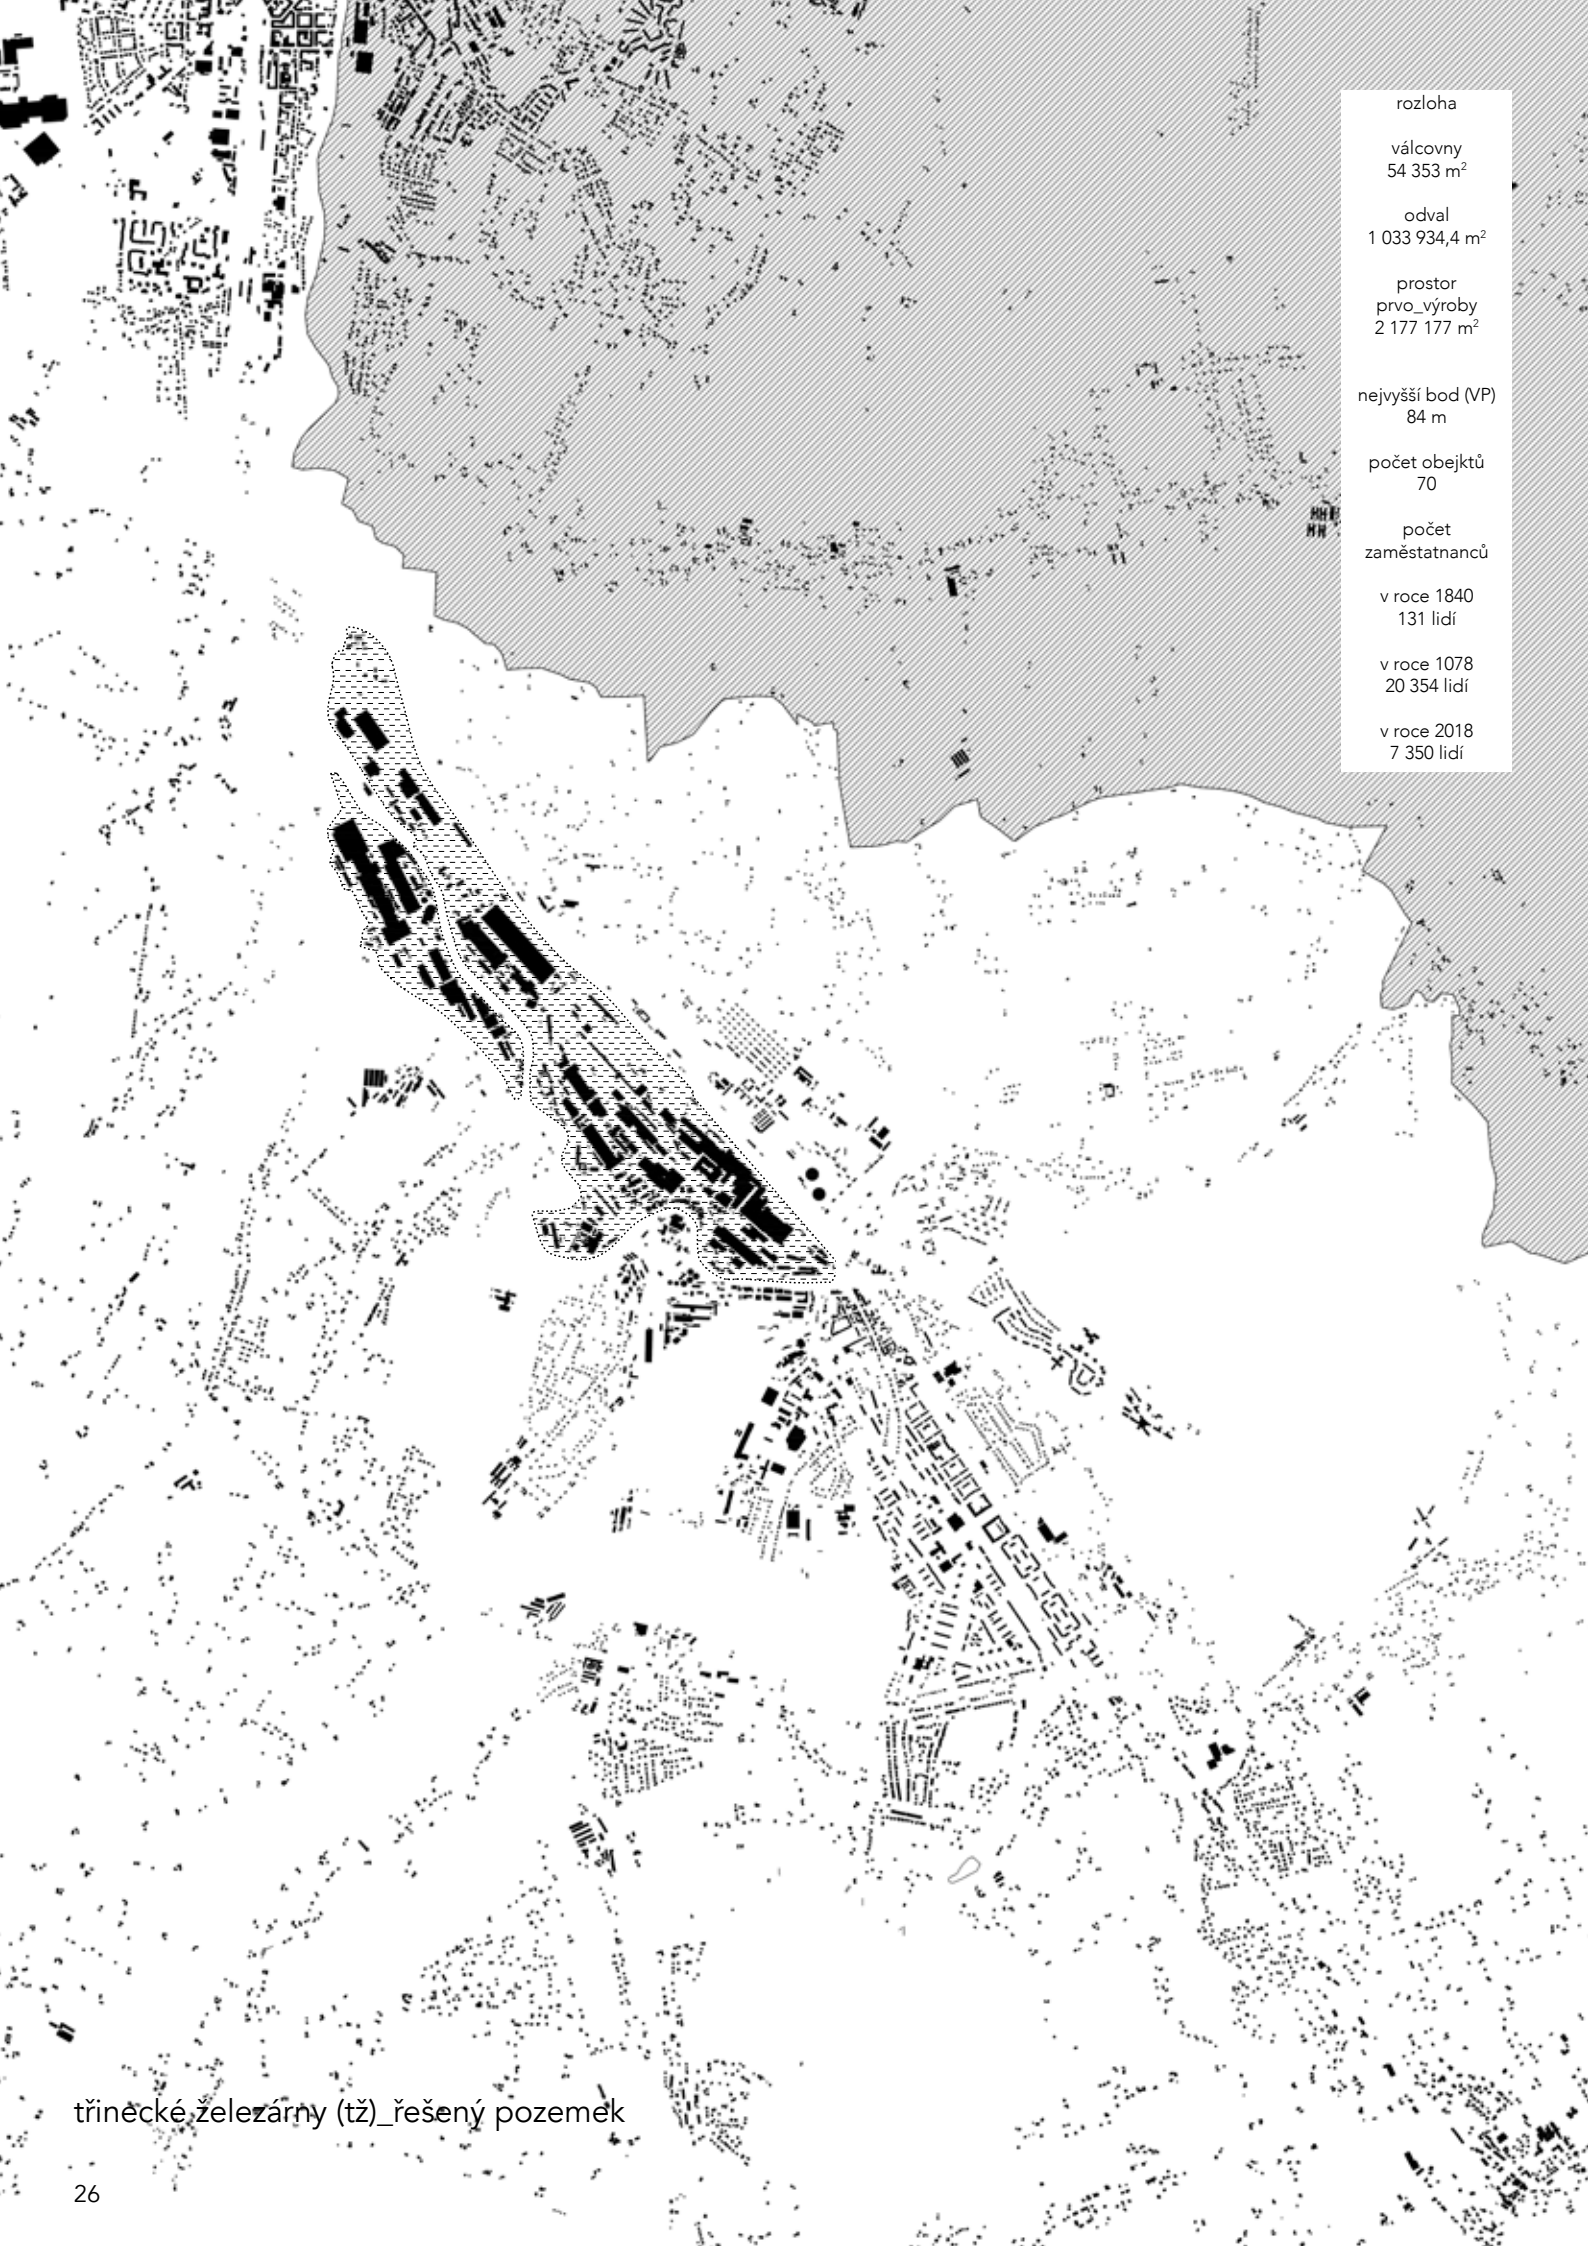 rozloha
válcovny
54 353 m²
odval
1 033 934,4 m²
prostor
prvo_výroby
2 177 177 m²
nejvyšší bod (VP)
84 m
počet obejktů
70
počet
zaměstatnanců
v roce 1840
131 lidí
v roce 1078
20 354 lidí
v roce 2018
7 350 lidí
třinecké železárny (tž)_řešený pozemek
26